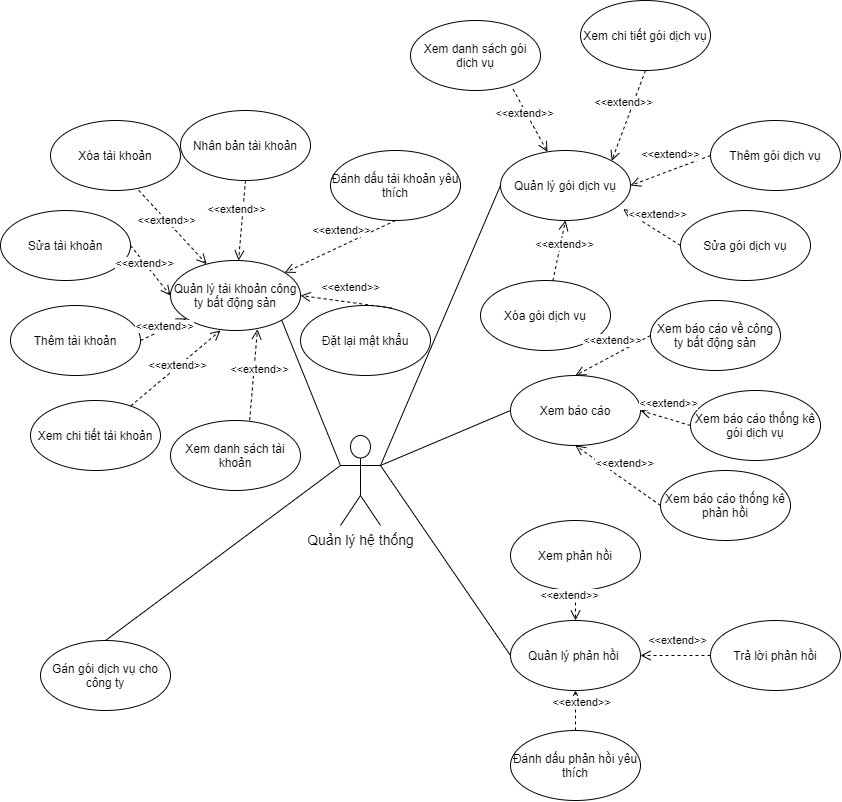 Xem danh sách gói
dịch vụ
Xem chi tiết gói dịch vụ
<<extend>>
<<extend>>
Xóa tài khoản
Nhân bản tài khoản
<<extend>>
<<extend>>
Đánh dấu tài khoản yêu
thích
<<extend>>
Quản lý gói dịch vụ
<<extend>>
Thêm gói dịch vụ
<<extend>>
Sửa gói dịch vụ
<<extend>>
Xóa gói dịch vụ
Sửa tài khoản
<<extend>>
Quản lý tài khoản công
ty bất động sản
<<extend>>
Đặt lại mật khẩu
Thêm tài khoản
<<extend>>
<<extend>>
Xem chi tiết tài khoản
<<extend>>
Xem danh sách tài
khoản
<<extend>>
Xem báo cáo về công
ty bất động sản
Xem báo cáo
<<extend>>
Xem báo cáo thống kê
gói dịch vụ
<<extend>>
Xem báo cáo thống kê
phản hồi
Quản lý hệ thống
Xem phản hồi
<<extend>>
Quản lý phản hồi
<<extend>>
Trả lời phản hồi
<<extend>>
Đánh dấu phản hồi yêu
thích
Gán gói dịch vụ cho
công ty